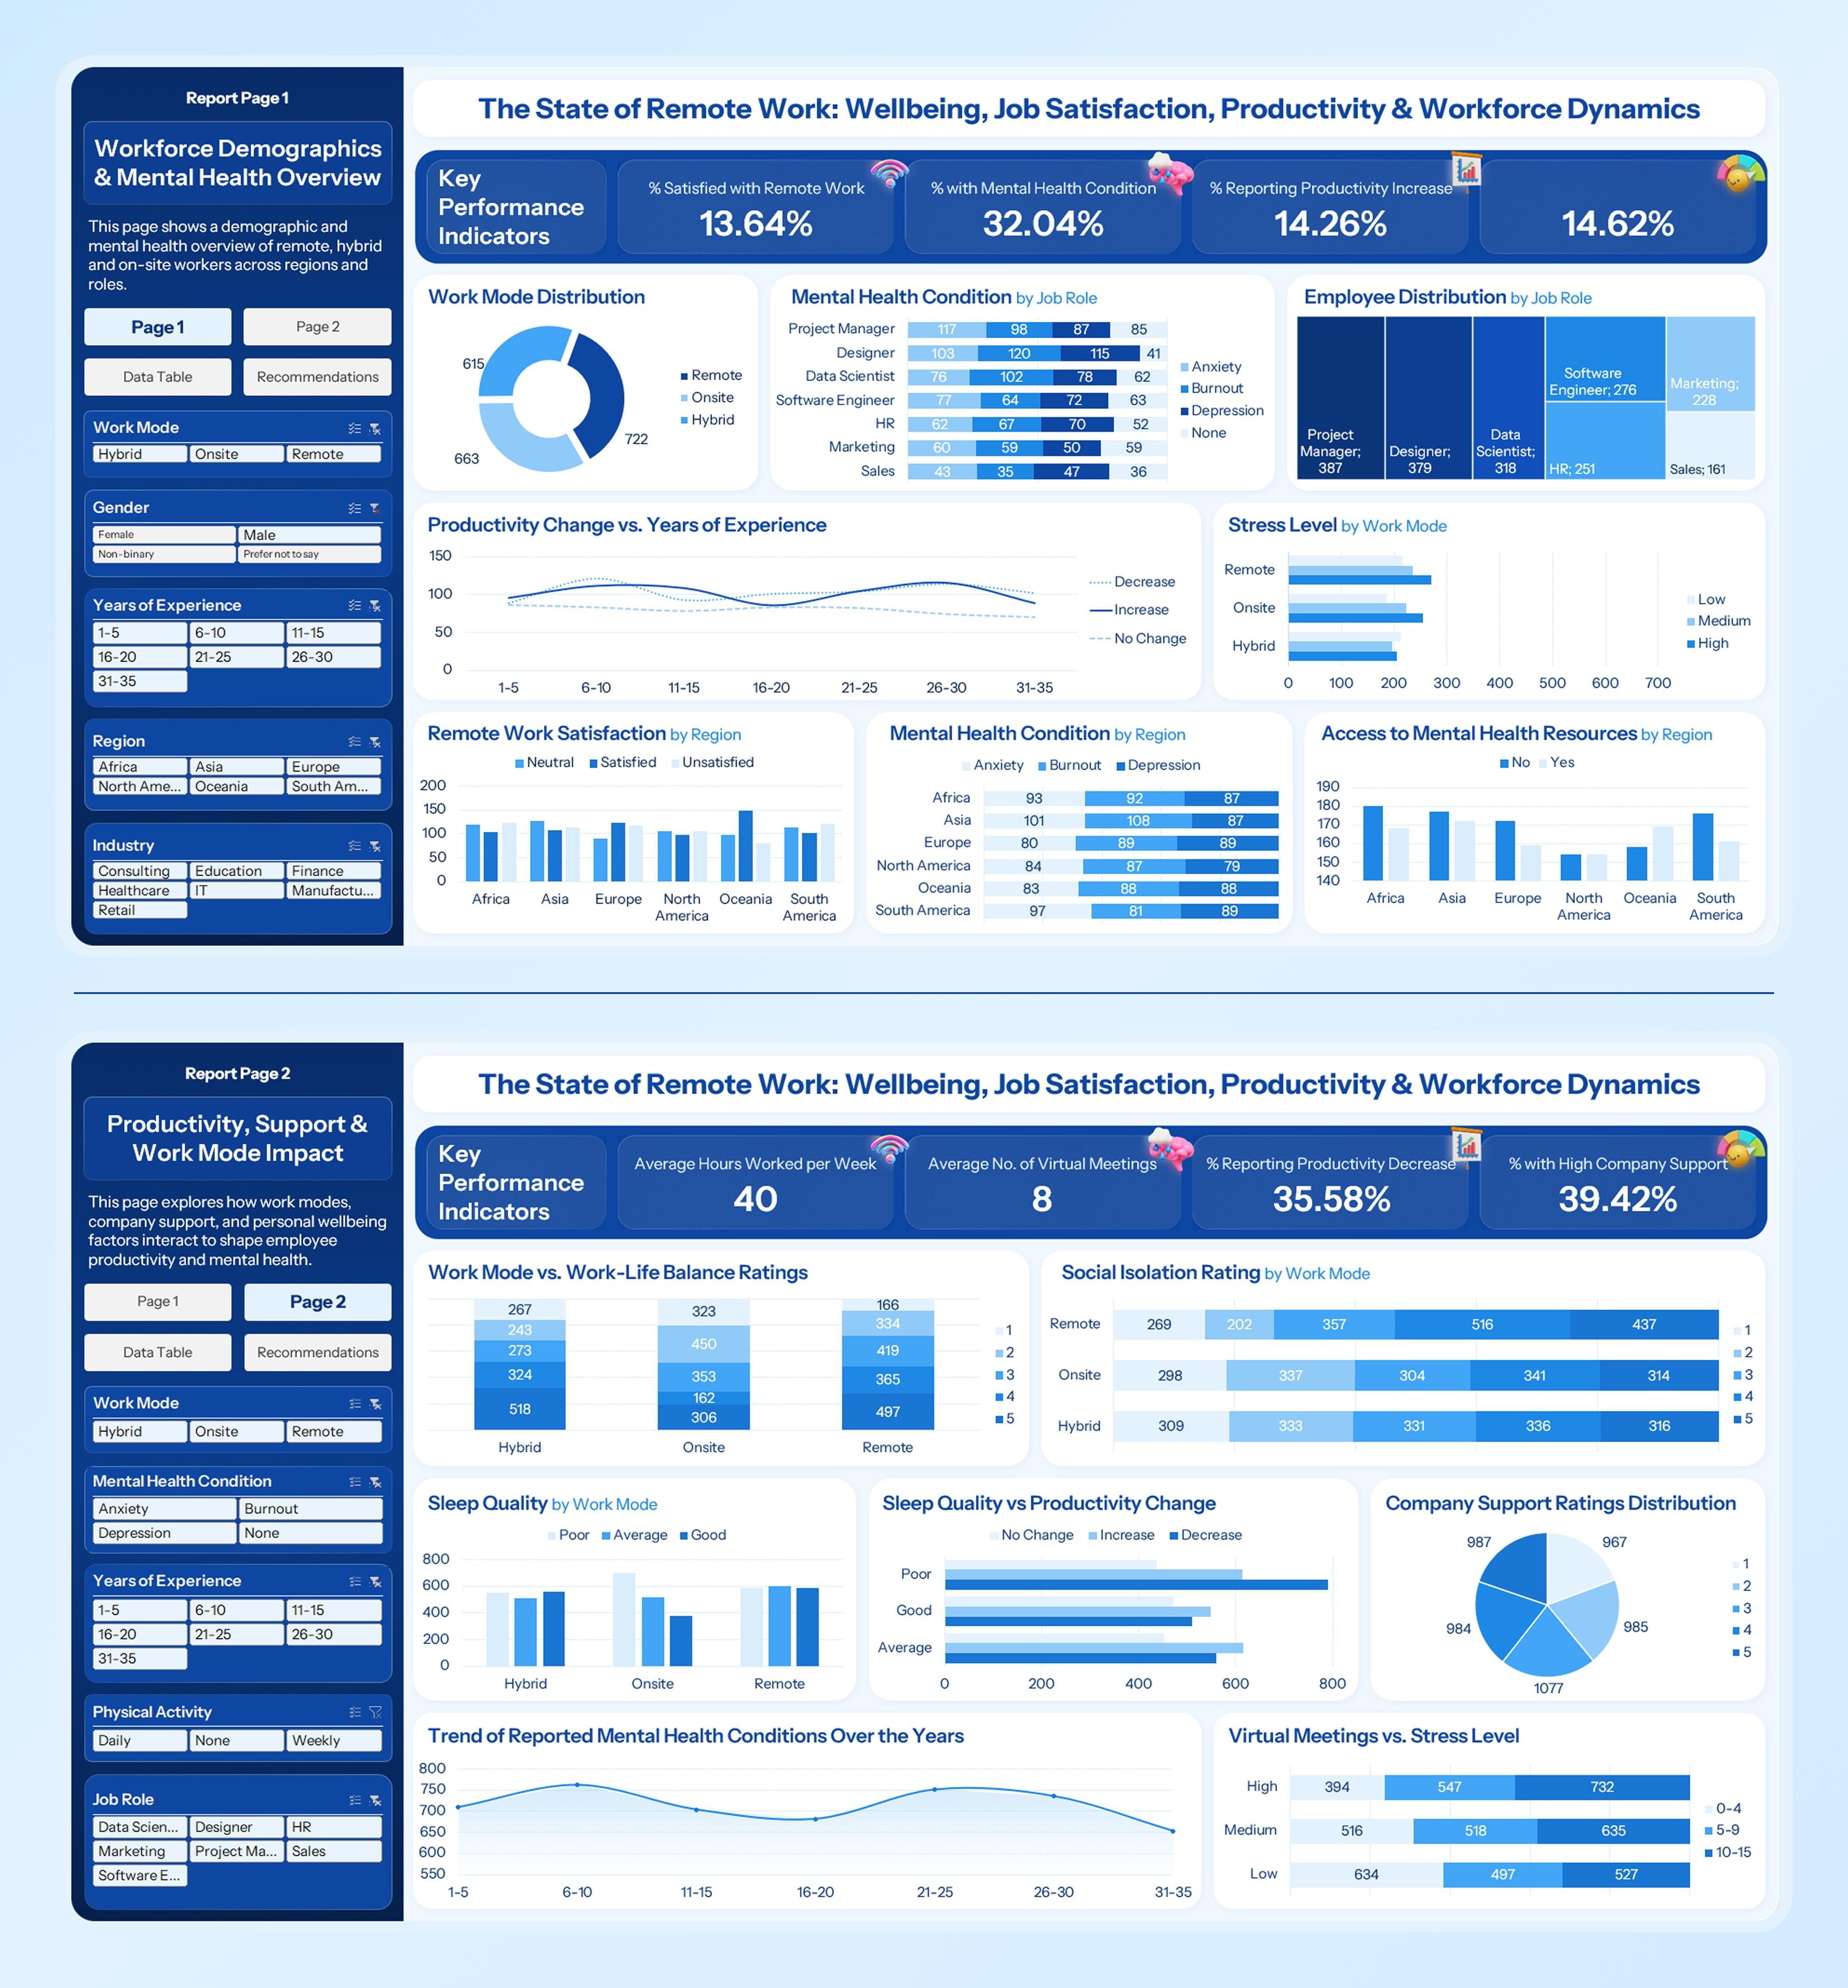 Report Page 1
Workforce Demographics
& Mental Health Overview
This page shows a demographic and
mental health overview of remote, hybrid
and on-site workers across regions and
roles.
Page 1
Page 2
Data Table
Recommendations
Work Mode
Hybrid
Onsite
Remote
Gender
Female
Male
Non-binary
Prefer not to say
Years of Experience
1-5
6-10
11-15
16-20
21-25
26-30
31-35
Region
Africa
Asia
Europe
North Ame...
Oceania
South Am...
Industry
Consulting
Education
Finance
Healthcare
IT
Manufactu...
Retail
The State of Remote Work: Wellbeing, Job Satisfaction, Productivity & Workforce Dynamics
Key
Performance
Indicators
% Satisfied with Remote Work
13.64%
% with Mental Health Condition
32.04%
% Reporting Productivity Increase
14.26%
14.62%
Work Mode Distribution
615
663
722
Remote
Onsite
Hybrid
Mental Health Condition by Job Role
Project Manager 117 98 87 85
Designer 103 120 115 41
Data Scientist 76 102 78 62
Software Engineer 77 64 72 63
HR 62 67 70 52
Marketing 60 59 50 59
Sales 43 35 47 36
Anxiety
Burnout
Depression
None
Employee Distribution by Job Role
Project
Manager;
387
Designer;
379
Data
Scientist;
318
Software
Engineer; 276
HR; 251
Marketing;
228
Sales; 161
Productivity Change vs. Years of Experience
150
100
50
0
1-5 6-10 11-15 16-20 21-25 26-30 31-35
Decrease
Increase
No Change
Stress Level by Work Mode
Remote
Onsite
Hybrid
0 100 200 300 400 500 600 700
Low
Medium
High
Remote Work Satisfaction by Region
Neutral Satisfied Unsatisfied
200
150
100
50
0
Africa Asia Europe North Oceania South
America America
Mental Health Condition by Region
Anxiety Burnout Depression
Africa 93 92 87
Asia 101 108 87
Europe 80 89 89
North America 84 87 79
Oceania 83 88 88
South America 97 81 89
Access to Mental Health Resources by Region
No Yes
190
180
170
160
150
140
Africa Asia Europe North Oceania South
America America
Report Page 2
Productivity, Support &
Work Mode Impact
This page explores how work modes,
company support, and personal wellbeing
factors interact to shape employee
productivity and mental health.
Page 1
Page 2
Data Table
Recommendations
Work Mode
Hybrid
Onsite
Remote
Mental Health Condition
Anxiety
Burnout
Depression
None
Years of Experience
1-5
6-10
11-15
16-20
21-25
26-30
31-35
Physical Activity
Daily
None
Weekly
Job Role
Data Scien...
Designer
HR
Marketing
Project Ma...
Sales
Software E...
The State of Remote Work: Wellbeing, Job Satisfaction, Productivity & Workforce Dynamics
Key
Performance
Indicators
Average Hours Worked per Week
40
Average No. of Virtual Meetings
8
% Reporting Productivity Decrease
35.58%
% with High Company Support
39.42%
Work Mode vs. Work-Life Balance Ratings
267 323 166
243 450 334
273 353 419
324 162 365
518 306 497
Hybrid Onsite Remote
1
2
3
4
5
Social Isolation Rating by Work Mode
Remote 269 202 357 516 437
Onsite 298 337 304 341 314
Hybrid 309 333 331 336 316
1
2
3
4
5
Sleep Quality by Work Mode
Poor Average Good
800
600
400
200
0
Hybrid Onsite Remote
Sleep Quality vs Productivity Change
No Change Increase Decrease
Poor
Good
Average
0 200 400 600 800
Company Support Ratings Distribution
987
967
984
985
1077
1
2
3
4
5
Trend of Reported Mental Health Conditions Over the Years
800
750
700
650
600
550
1-5 6-10 11-15 16-20 21-25 26-30 31-35
Virtual Meetings vs. Stress Level
High 394 547 732
Medium 516 518 635
Low 634 497 527
0-4
5-9
10-15